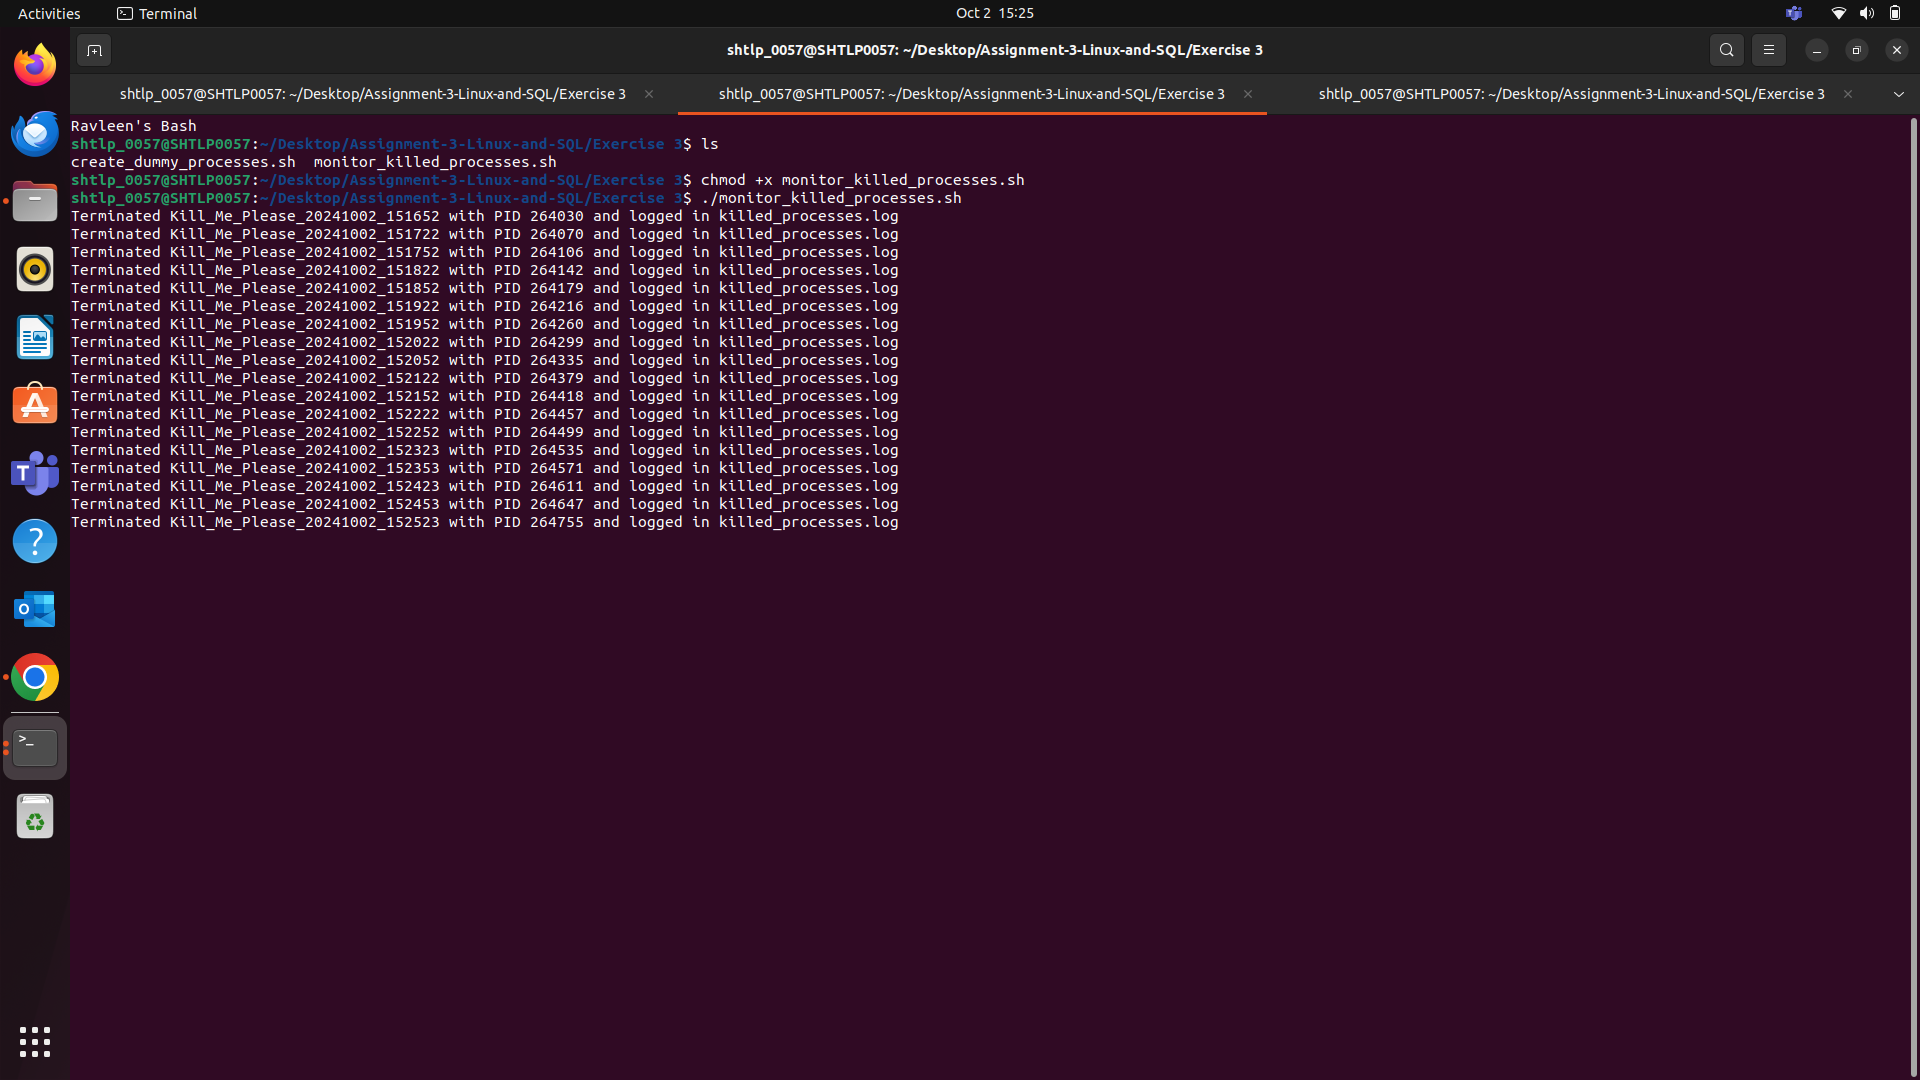 Activities Terminal Oct 2 15:25
shtlp_0057@SHTLP0057: ~/Desktop/Assignment-3-Linux-and-SQL/Exercise 3
shtlp_0057@SHTLP0057: ~/Desktop/Assignment-3-Linux-and-SQL/Exercise 3 shtlp_0057@SHTLP0057: ~/Desktop/Assignment-3-Linux-and-SQL/Exercise 3 shtlp_0057@SHTLP0057: ~/Desktop/Assignment-3-Linux-and-SQL/Exercise 3
Ravleen's Bash
shtlp_0057@SHTLP0057:~/Desktop/Assignment-3-Linux-and-SQL/Exercise 3$ ls
create_dummy_processes.sh  monitor_killed_processes.sh
shtlp_0057@SHTLP0057:~/Desktop/Assignment-3-Linux-and-SQL/Exercise 3$ chmod +x monitor_killed_processes.sh
shtlp_0057@SHTLP0057:~/Desktop/Assignment-3-Linux-and-SQL/Exercise 3$ ./monitor_killed_processes.sh
Terminated Kill_Me_Please_20241002_151652 with PID 264030 and logged in killed_processes.log
Terminated Kill_Me_Please_20241002_151722 with PID 264070 and logged in killed_processes.log
Terminated Kill_Me_Please_20241002_151752 with PID 264106 and logged in killed_processes.log
Terminated Kill_Me_Please_20241002_151822 with PID 264142 and logged in killed_processes.log
Terminated Kill_Me_Please_20241002_151852 with PID 264179 and logged in killed_processes.log
Terminated Kill_Me_Please_20241002_151922 with PID 264216 and logged in killed_processes.log
Terminated Kill_Me_Please_20241002_151952 with PID 264260 and logged in killed_processes.log
Terminated Kill_Me_Please_20241002_152022 with PID 264299 and logged in killed_processes.log
Terminated Kill_Me_Please_20241002_152052 with PID 264335 and logged in killed_processes.log
Terminated Kill_Me_Please_20241002_152122 with PID 264379 and logged in killed_processes.log
Terminated Kill_Me_Please_20241002_152152 with PID 264418 and logged in killed_processes.log
Terminated Kill_Me_Please_20241002_152222 with PID 264457 and logged in killed_processes.log
Terminated Kill_Me_Please_20241002_152252 with PID 264499 and logged in killed_processes.log
Terminated Kill_Me_Please_20241002_152323 with PID 264535 and logged in killed_processes.log
Terminated Kill_Me_Please_20241002_152353 with PID 264571 and logged in killed_processes.log
Terminated Kill_Me_Please_20241002_152423 with PID 264611 and logged in killed_processes.log
Terminated Kill_Me_Please_20241002_152453 with PID 264647 and logged in killed_processes.log
Terminated Kill_Me_Please_20241002_152523 with PID 264755 and logged in killed_processes.log